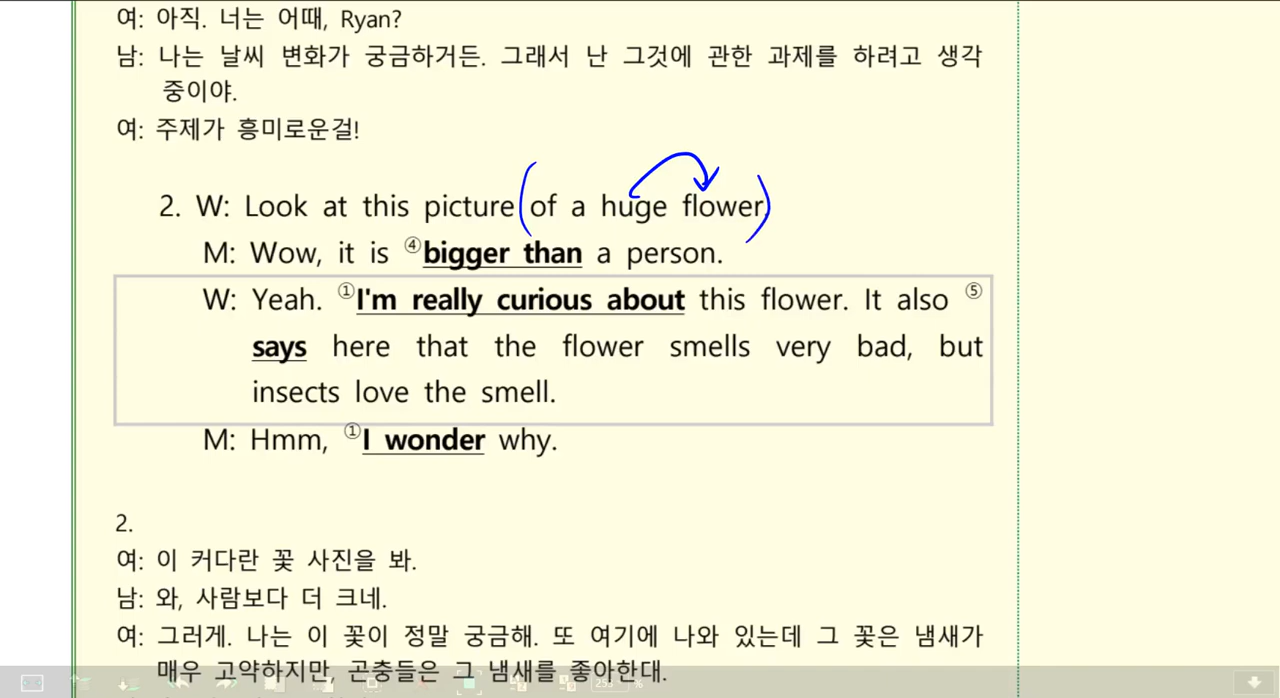 여: 아직. 너는 어때, Ryan?
남: 나는 날씨 변화가 궁금하거든. 그래서 난 그것에 관한 과제를 하려고 생각
중이야.
여: 주제가 흥미로운걸!
2. W: Look at this picture of a huge flower.
M: Wow, it is ④bigger than a person.
W: Yeah. ①I'm really curious about this flower. It also ⑤
says here that the flower smells very bad, but
insects love the smell.
M: Hmm, ①I wonder why.
2.
여: 이 커다란 꽃 사진을 봐.
남: 와, 사람보다 더 크네.
여: 그러게. 나는 이 꽃이 정말 궁금해. 또 여기에 나와 있는데 그 꽃은 냄새가
매우 고약하지만, 곤충들은 그 냄새를 좋아한대.